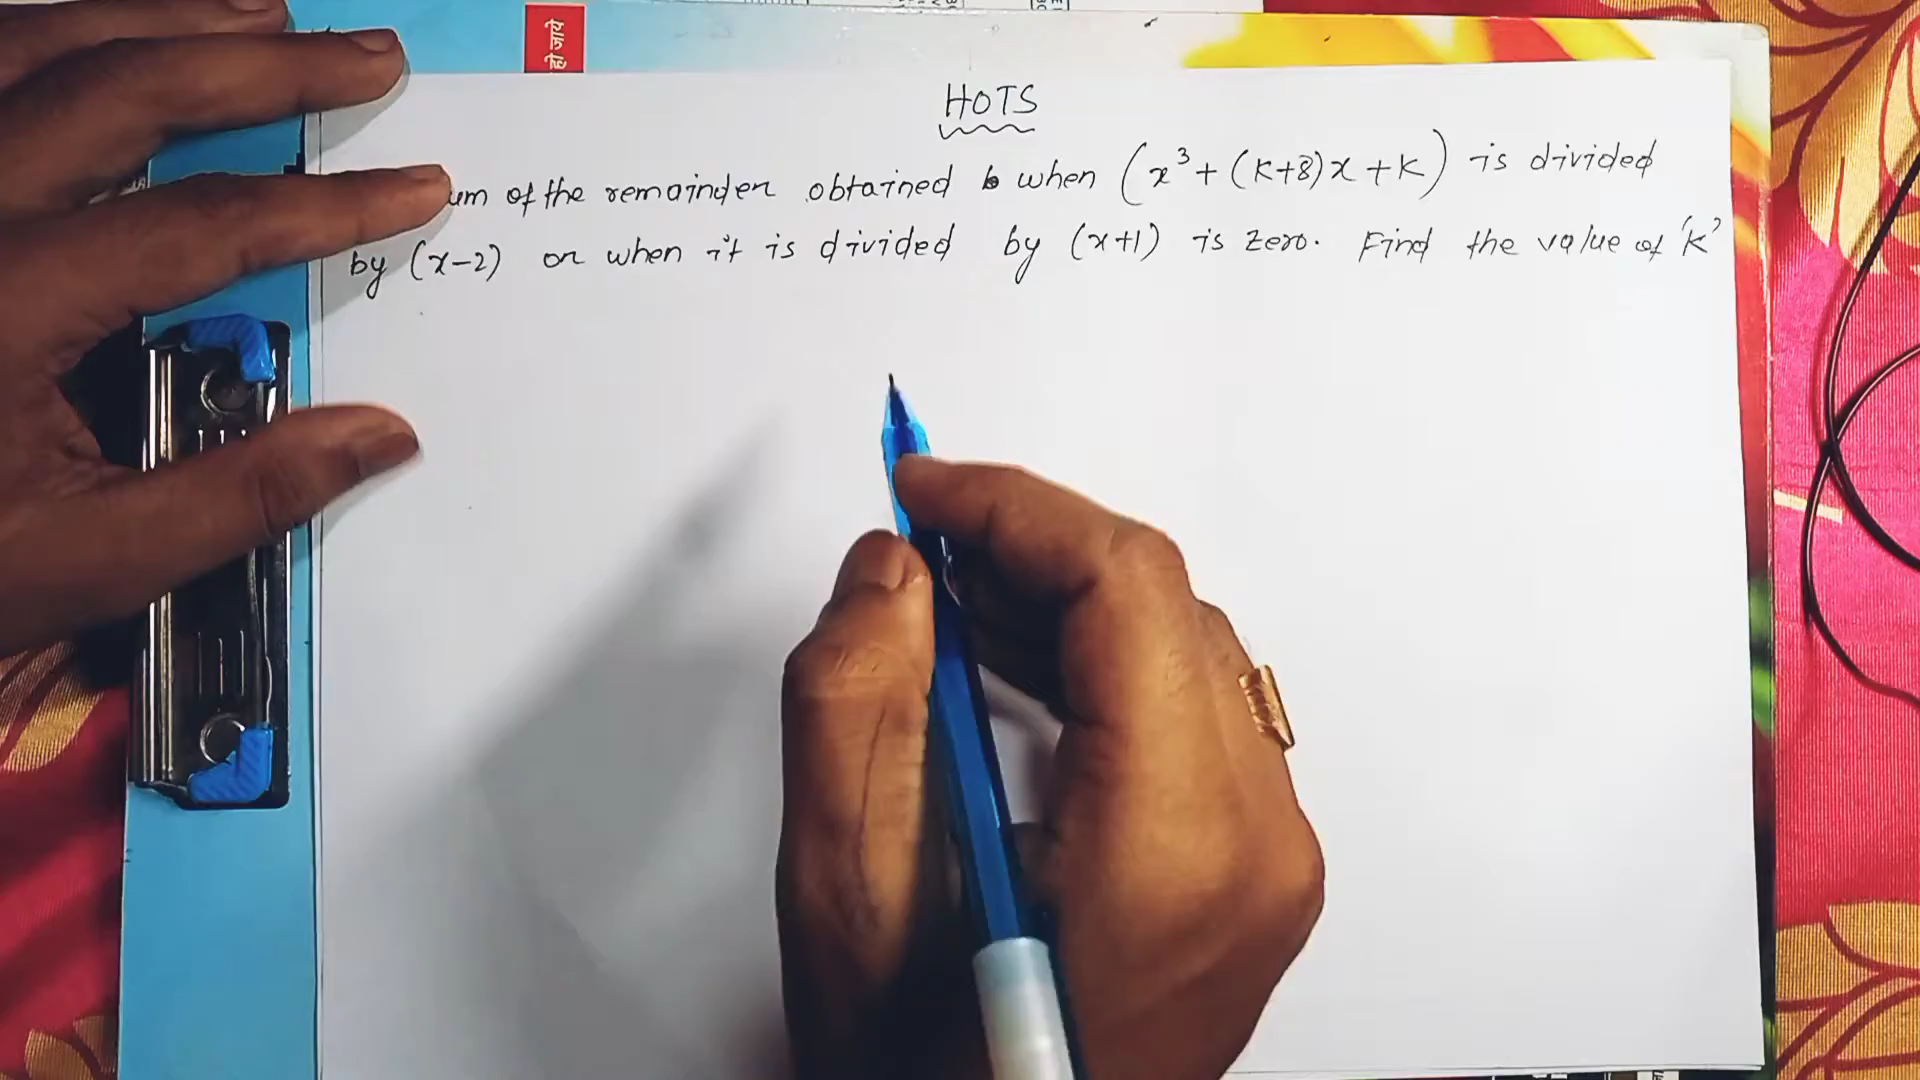 हो जाये
HOTS
um of the remainder obtained when (x³ + (k+8)x + k) is divided
by (x-2) or when it is divided by (x+1) is zero. Find the value of 'k'